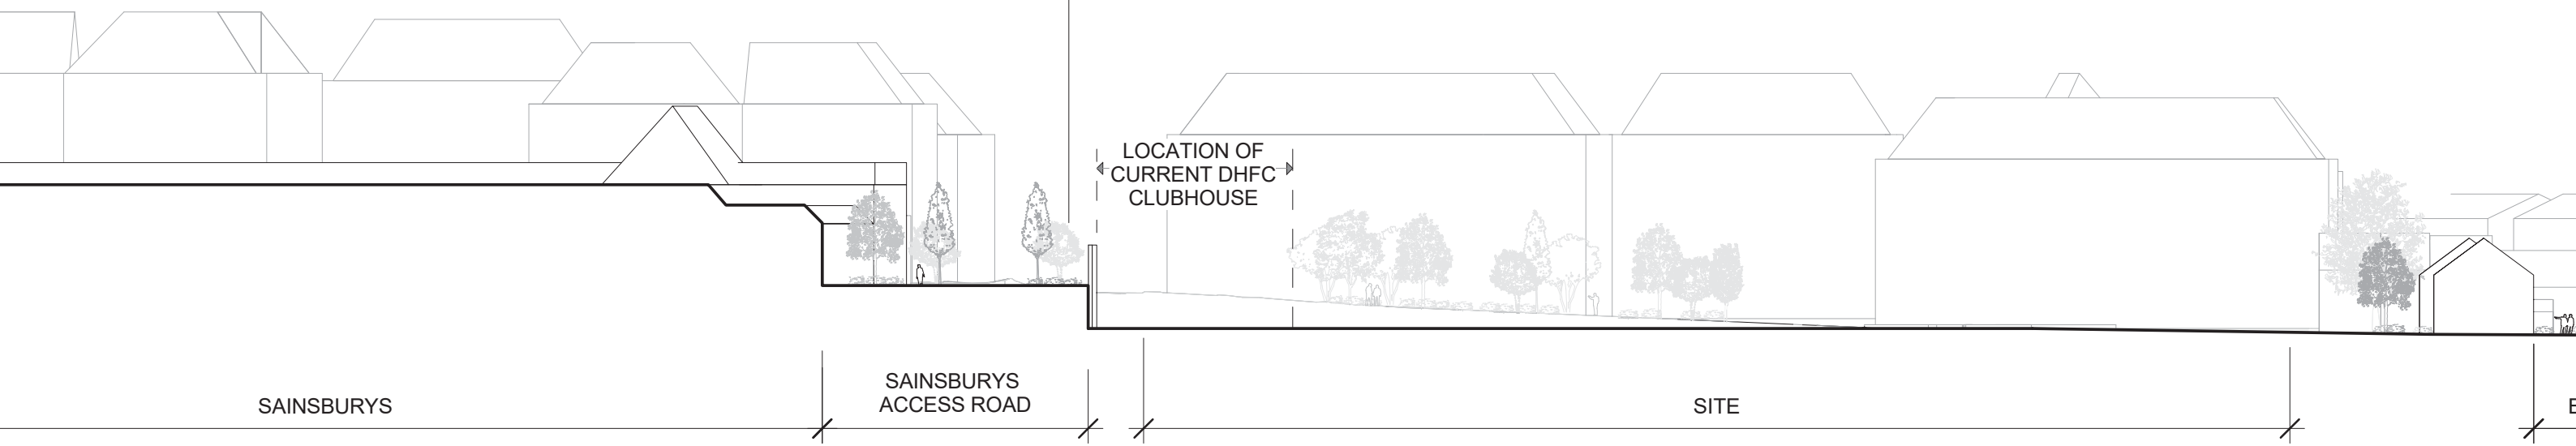 LOCATION OF
CURRENT DHFC
CLUBHOUSE
SAINSBURYS
SAINSBURYS
ACCESS ROAD
SITE